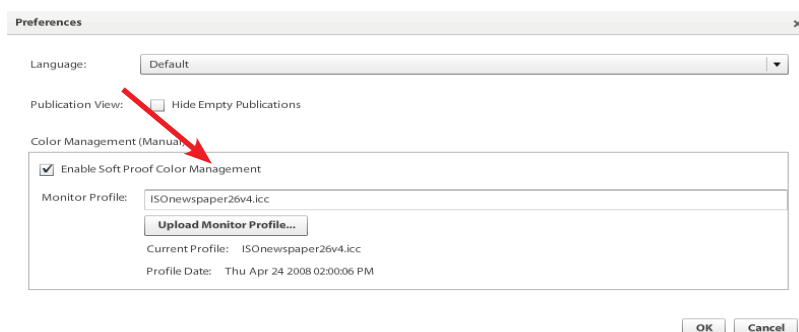 Preferences
Language: Default
Publication View: Hide Empty Publications
Color Management (Manual)
Enable Soft Proof Color Management
Monitor Profile: ISOnewspaper26v4.icc
Upload Monitor Profile...
Current Profile: ISOnewspaper26v4.icc
Profile Date: Thu Apr 24 2008 02:00:06 PM
OK Cancel